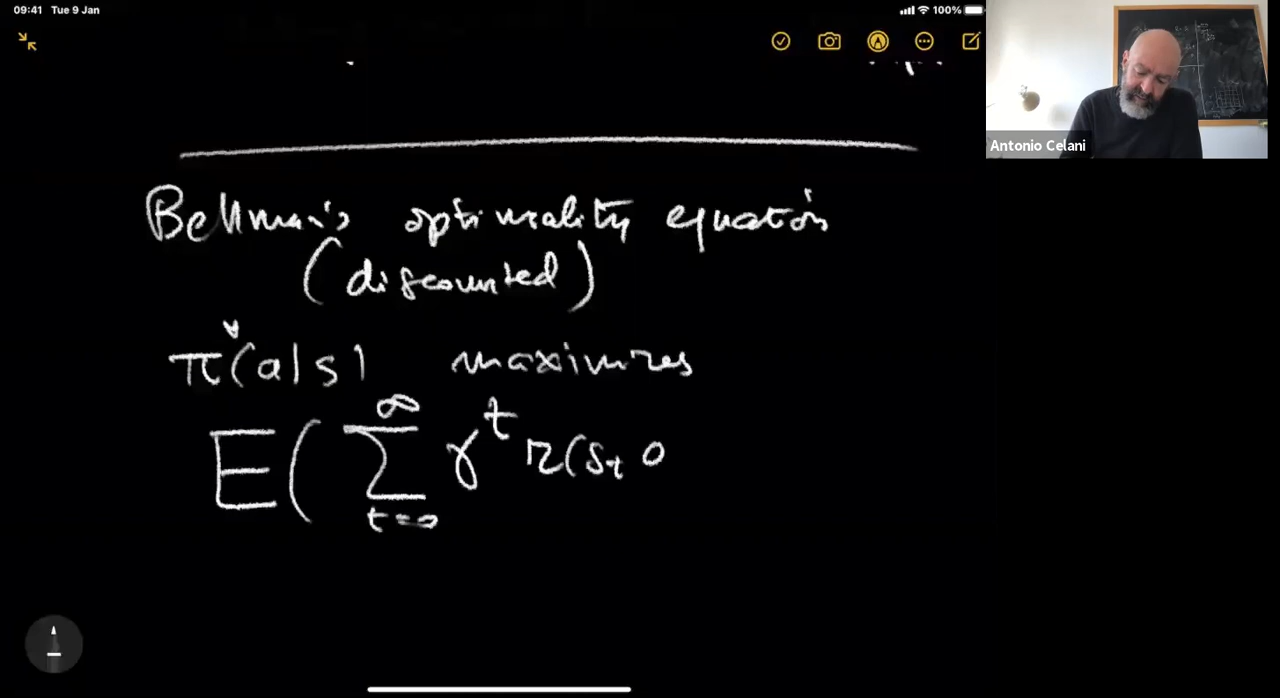 09:41 Tue 9 Jan 100%
Antonio Celani
Bellman's optimality equation
(discounted)
π*(a|s) maximizes
E( ∑_{t=0}^{∞} γ^t r(s_t a